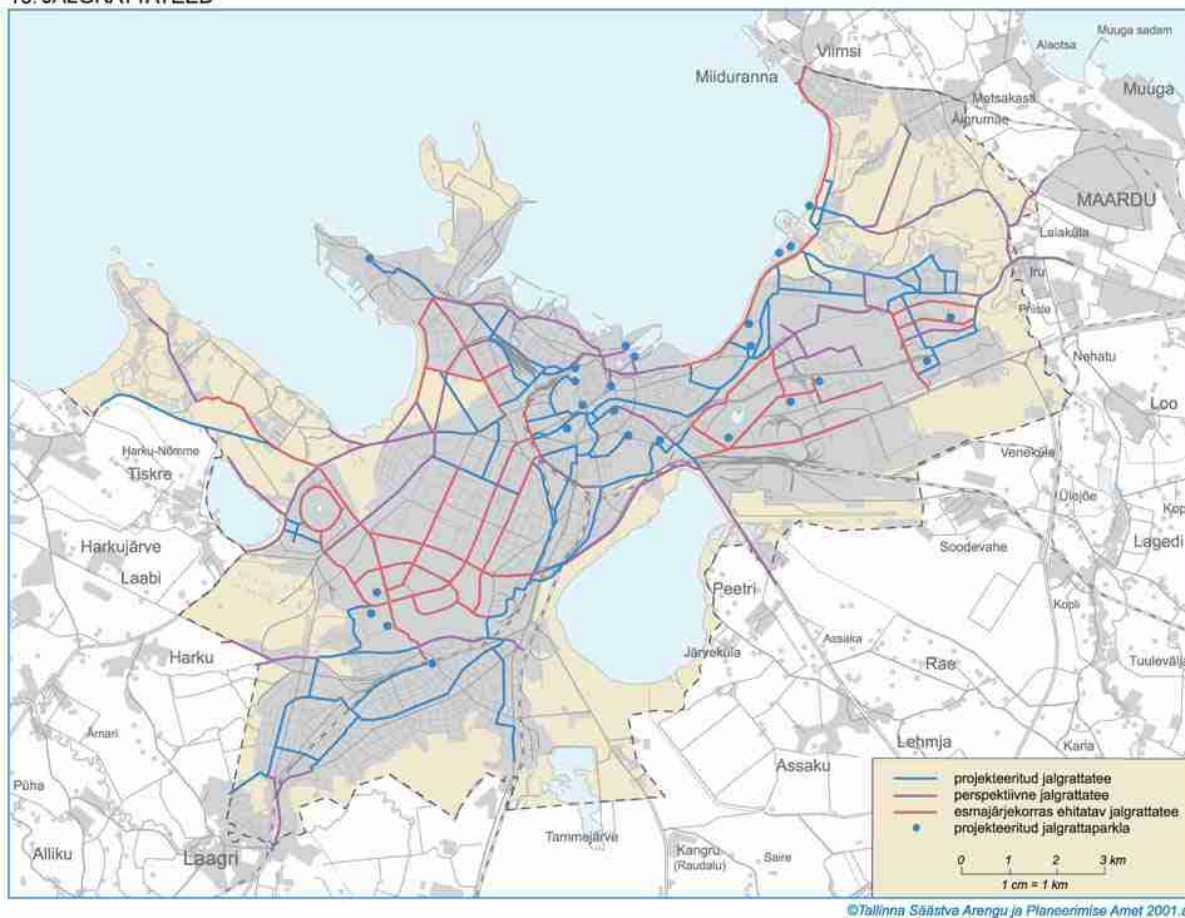 Viimsi
Muuga sadam
Alaotsa
Miiduranna
Muuga
Metsakasti
Äigrumäe
MAARDU
Laiaküla
Iru
Priisle
Nehatu
Loo
Harku-Nõmme
Tiskre
Veneküla
Ülejõe
Harkujärve
Soodevahe
Lagedi
Laabi
Peetri
Kopli
Assaka
Harku
Järveküla
Rae
Tuulevälja
Ämari
Lehmja
Karla
Assaku
Püha
projekteeritud jalgrattatee
perspektiivne jalgrattatee
esmajärjekorras ehitatav jalgrattatee
projekteeritud jalgrattaparkla
Tammejärve
Alliku
Laagri
Kangru
(Raudalu)
Saire
0 1 2 3 km
1 cm = 1 km
©Tallinna Säästva Arengu ja Planeerimise Amet 2001.a